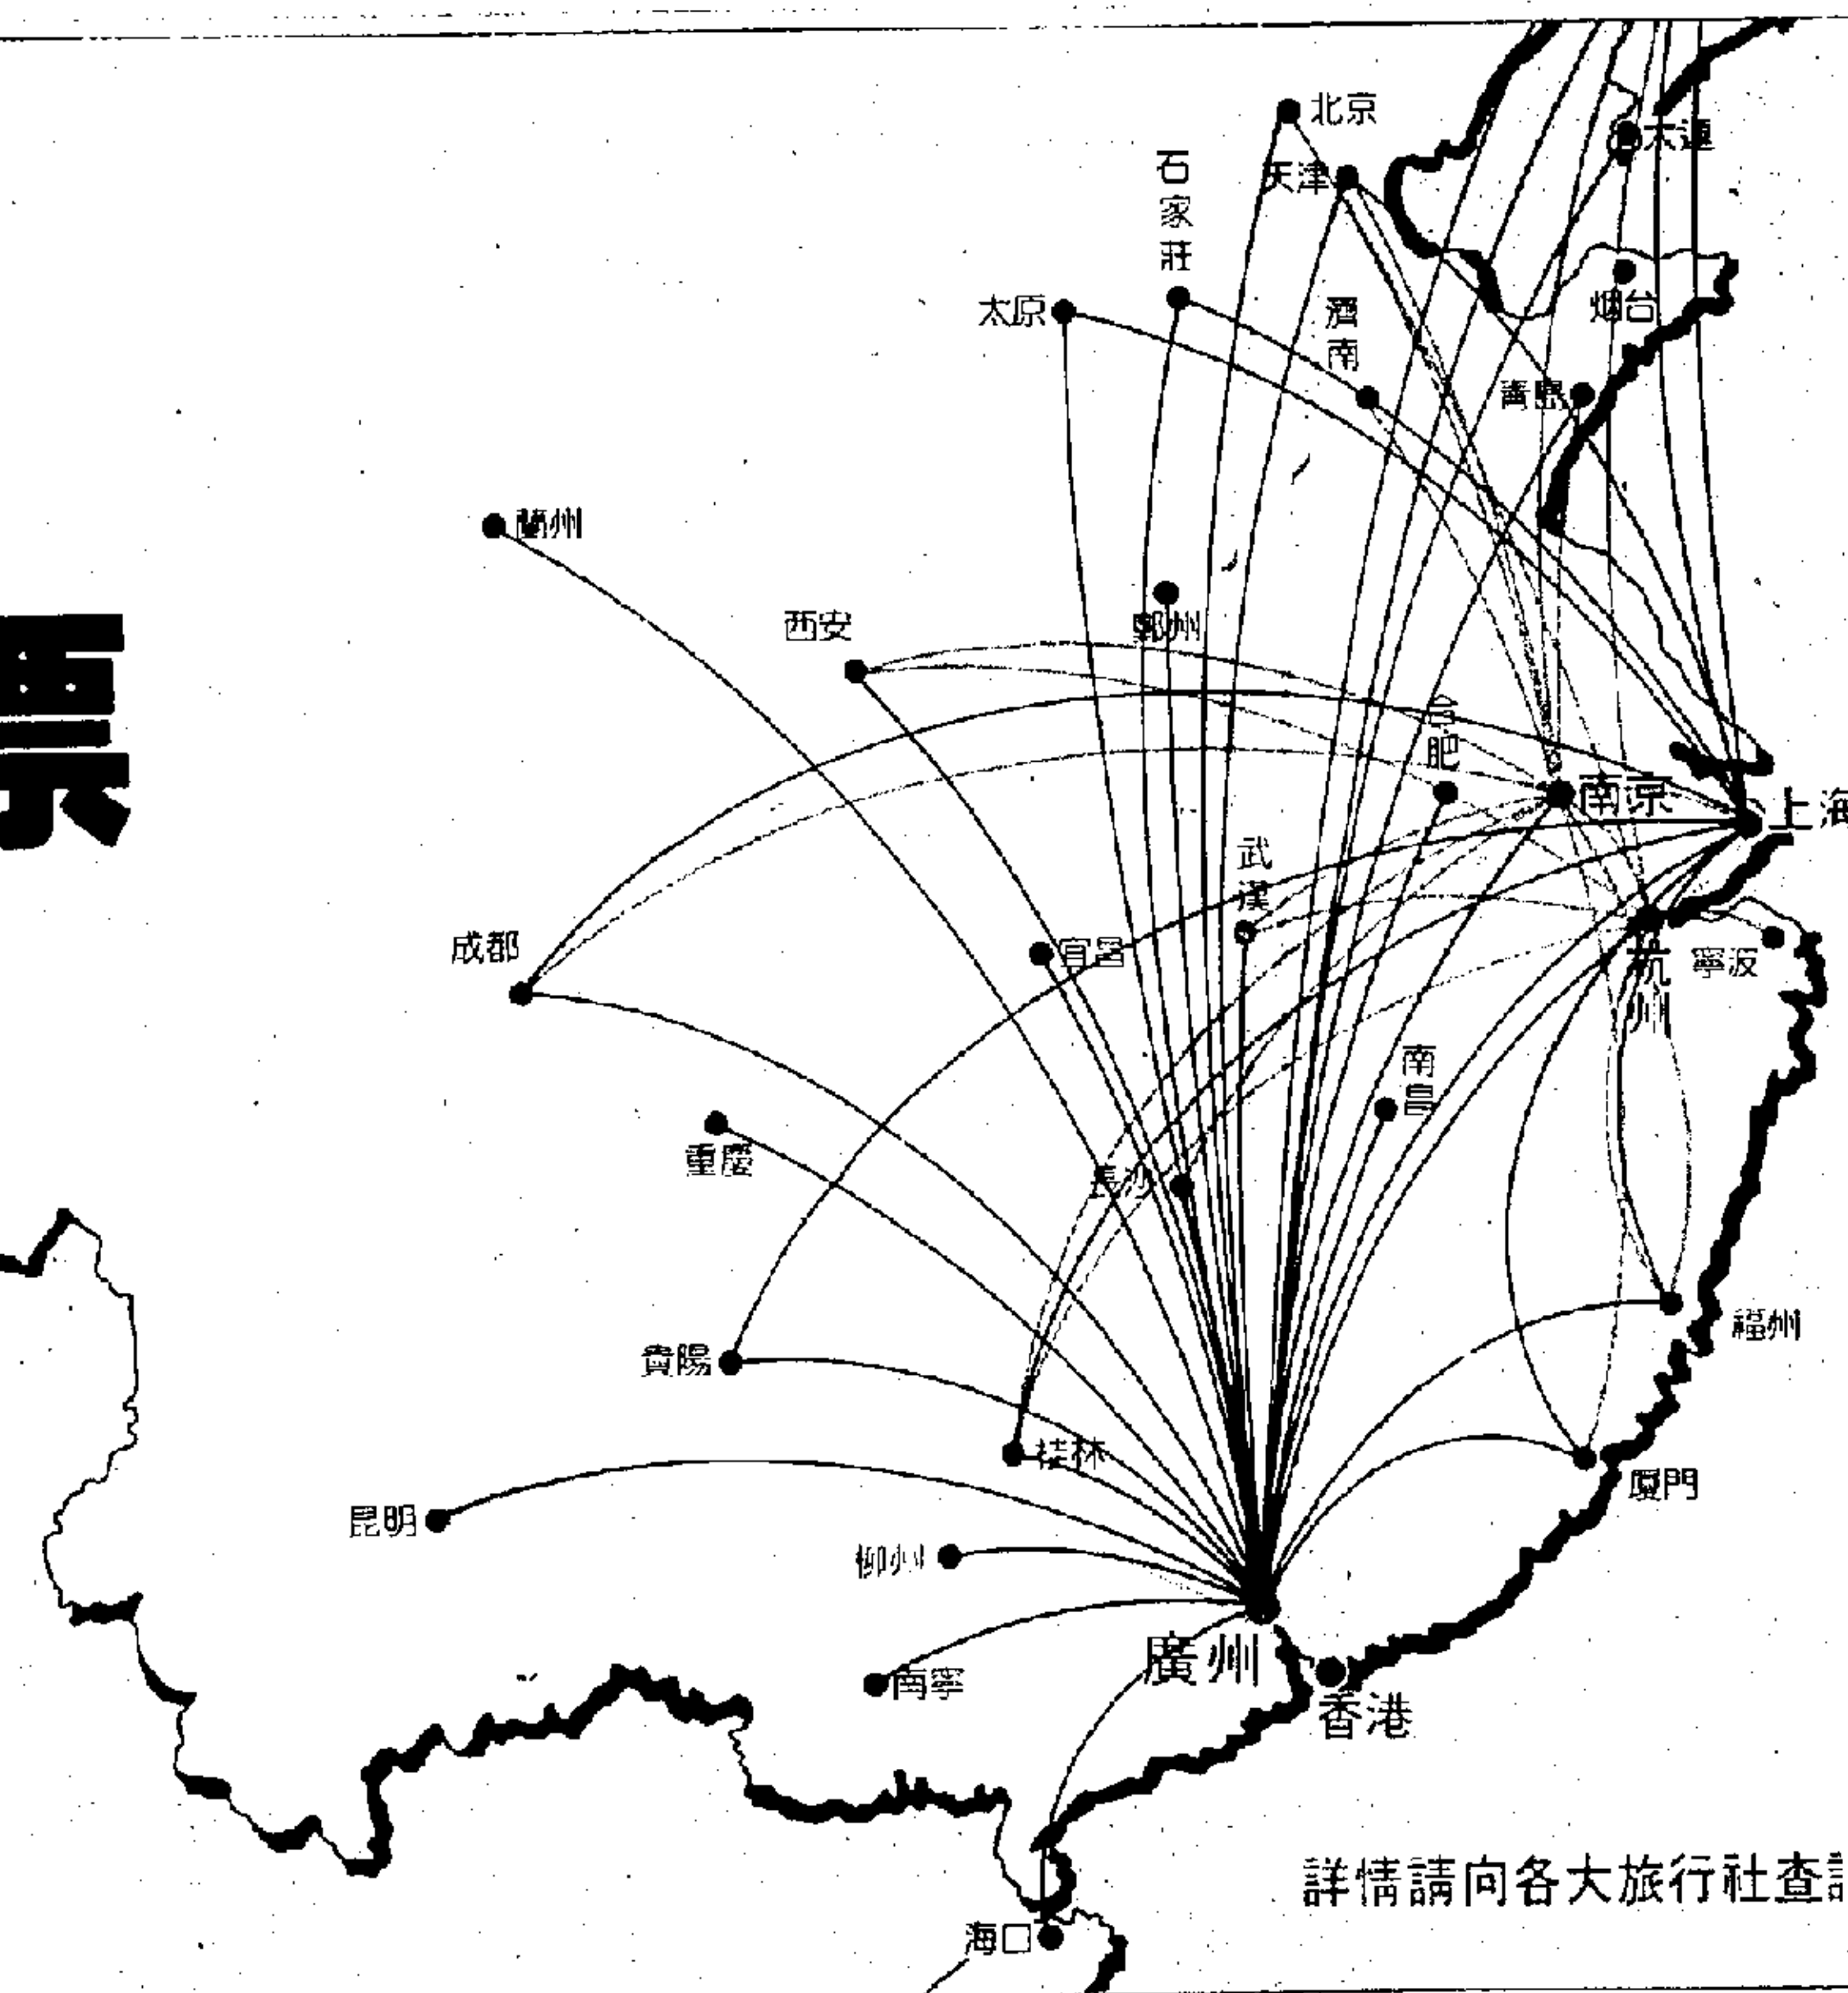 北京
大連
天津
石家莊
太原
濟南
烟台
青島
蘭州
西安
鄭州
票
合肥
南京
上海
武漢
成都
宜昌
杭州
寧波
南昌
重慶
長沙
福州
貴陽
桂林
廈門
昆明
柳州
廣州
南寧
香港
詳情請向各大旅行社查
海口